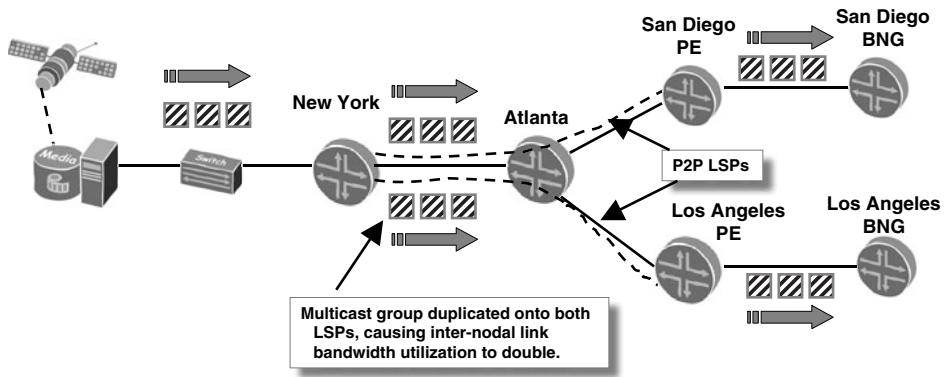 San Diego
PE
San Diego
BNG
New York
Atlanta
Media
Switch
P2P LSPs
Los Angeles
PE
Los Angeles
BNG
Multicast group duplicated onto both
LSPs, causing inter-nodal link
bandwidth utilization to double.